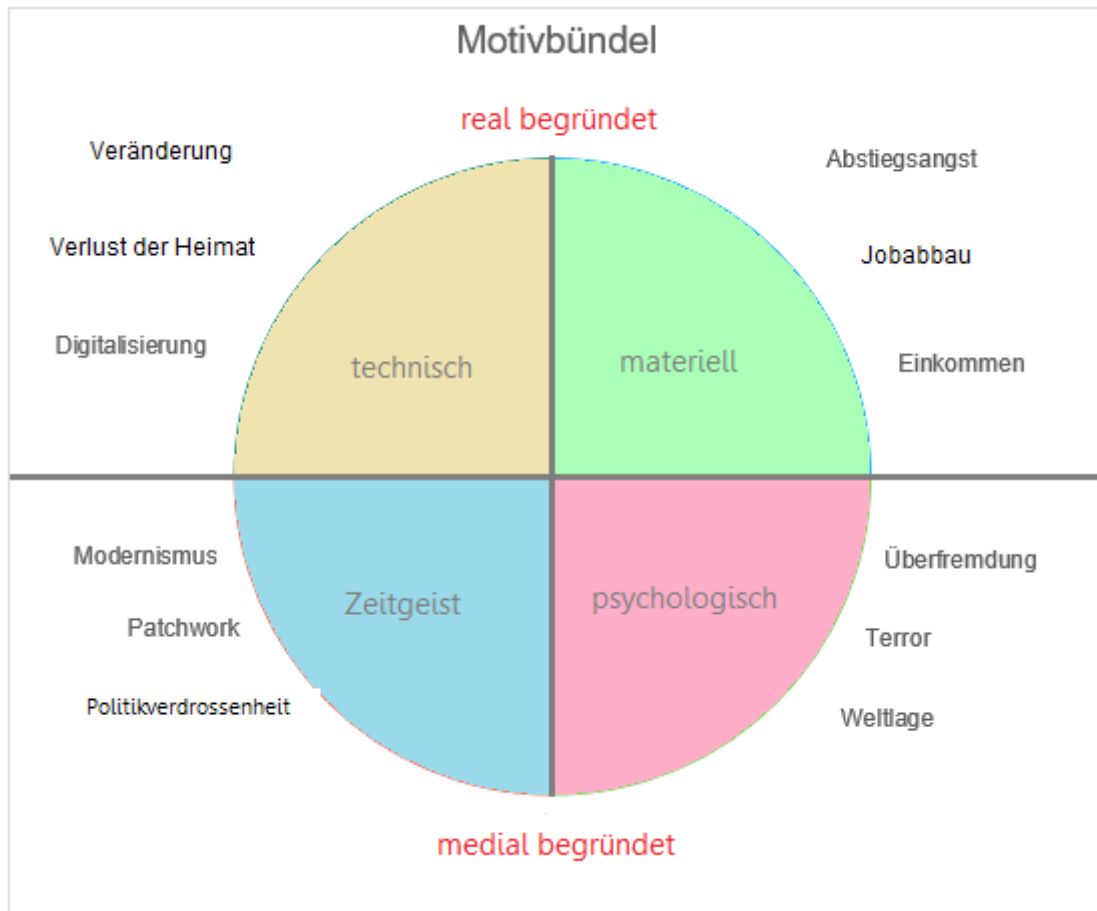 Motivbündel
real begründet
Veränderung
Abstiegsangst
Verlust der Heimat
Jobabbau
Digitalisierung
technisch
materiell
Einkommen
Modernismus
Überfremdung
Zeitgeist
psychologisch
Patchwork
Terror
Politikverdrossenheit
Weltlage
medial begründet